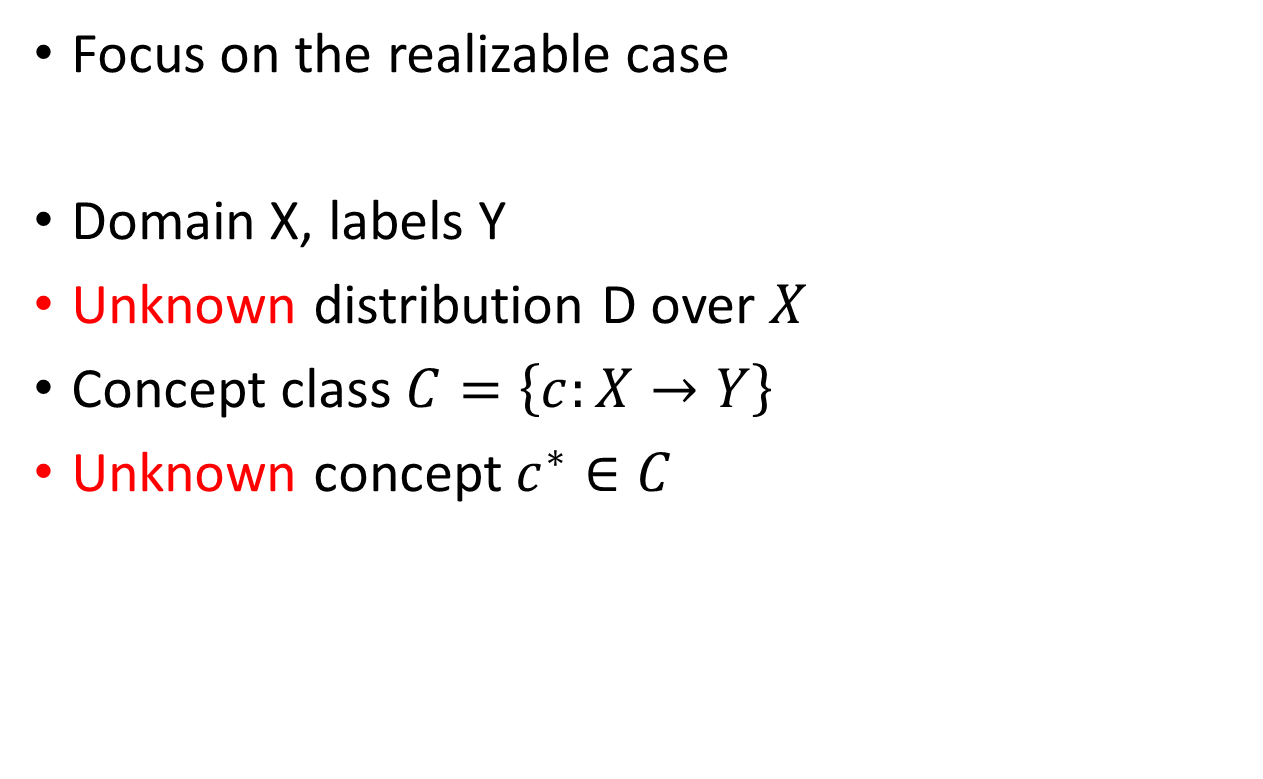 • Focus on the realizable case
• Domain X, labels Y
• Unknown distribution D over 𝑋
• Concept class 𝐶 = {𝑐: 𝑋 → 𝑌}
• Unknown concept 𝑐* ∈ 𝐶